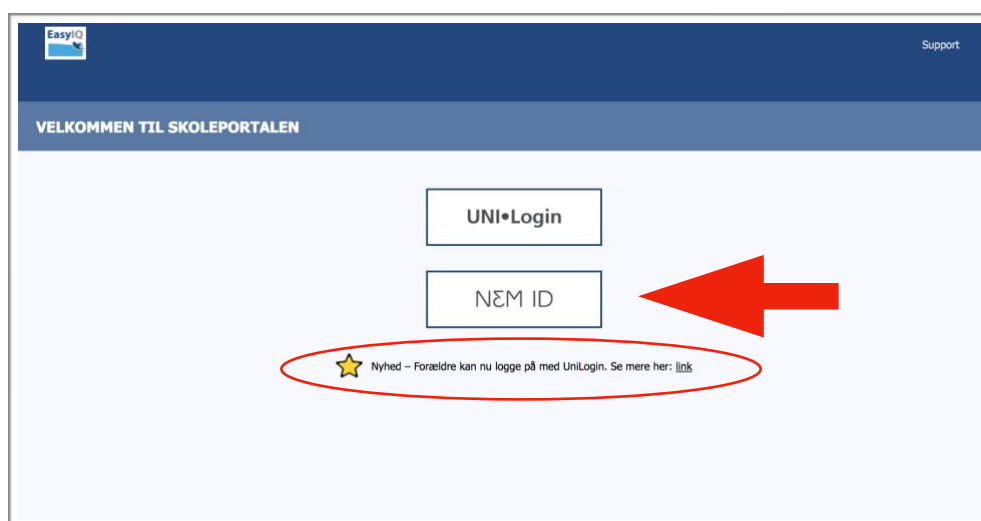 EasyIQ
Support
VELKOMMEN TIL SKOLEPORTALEN
UNI•Login
NƐM ID
Nyhed – Forældre kan nu logge på med UniLogin. Se mere her: link